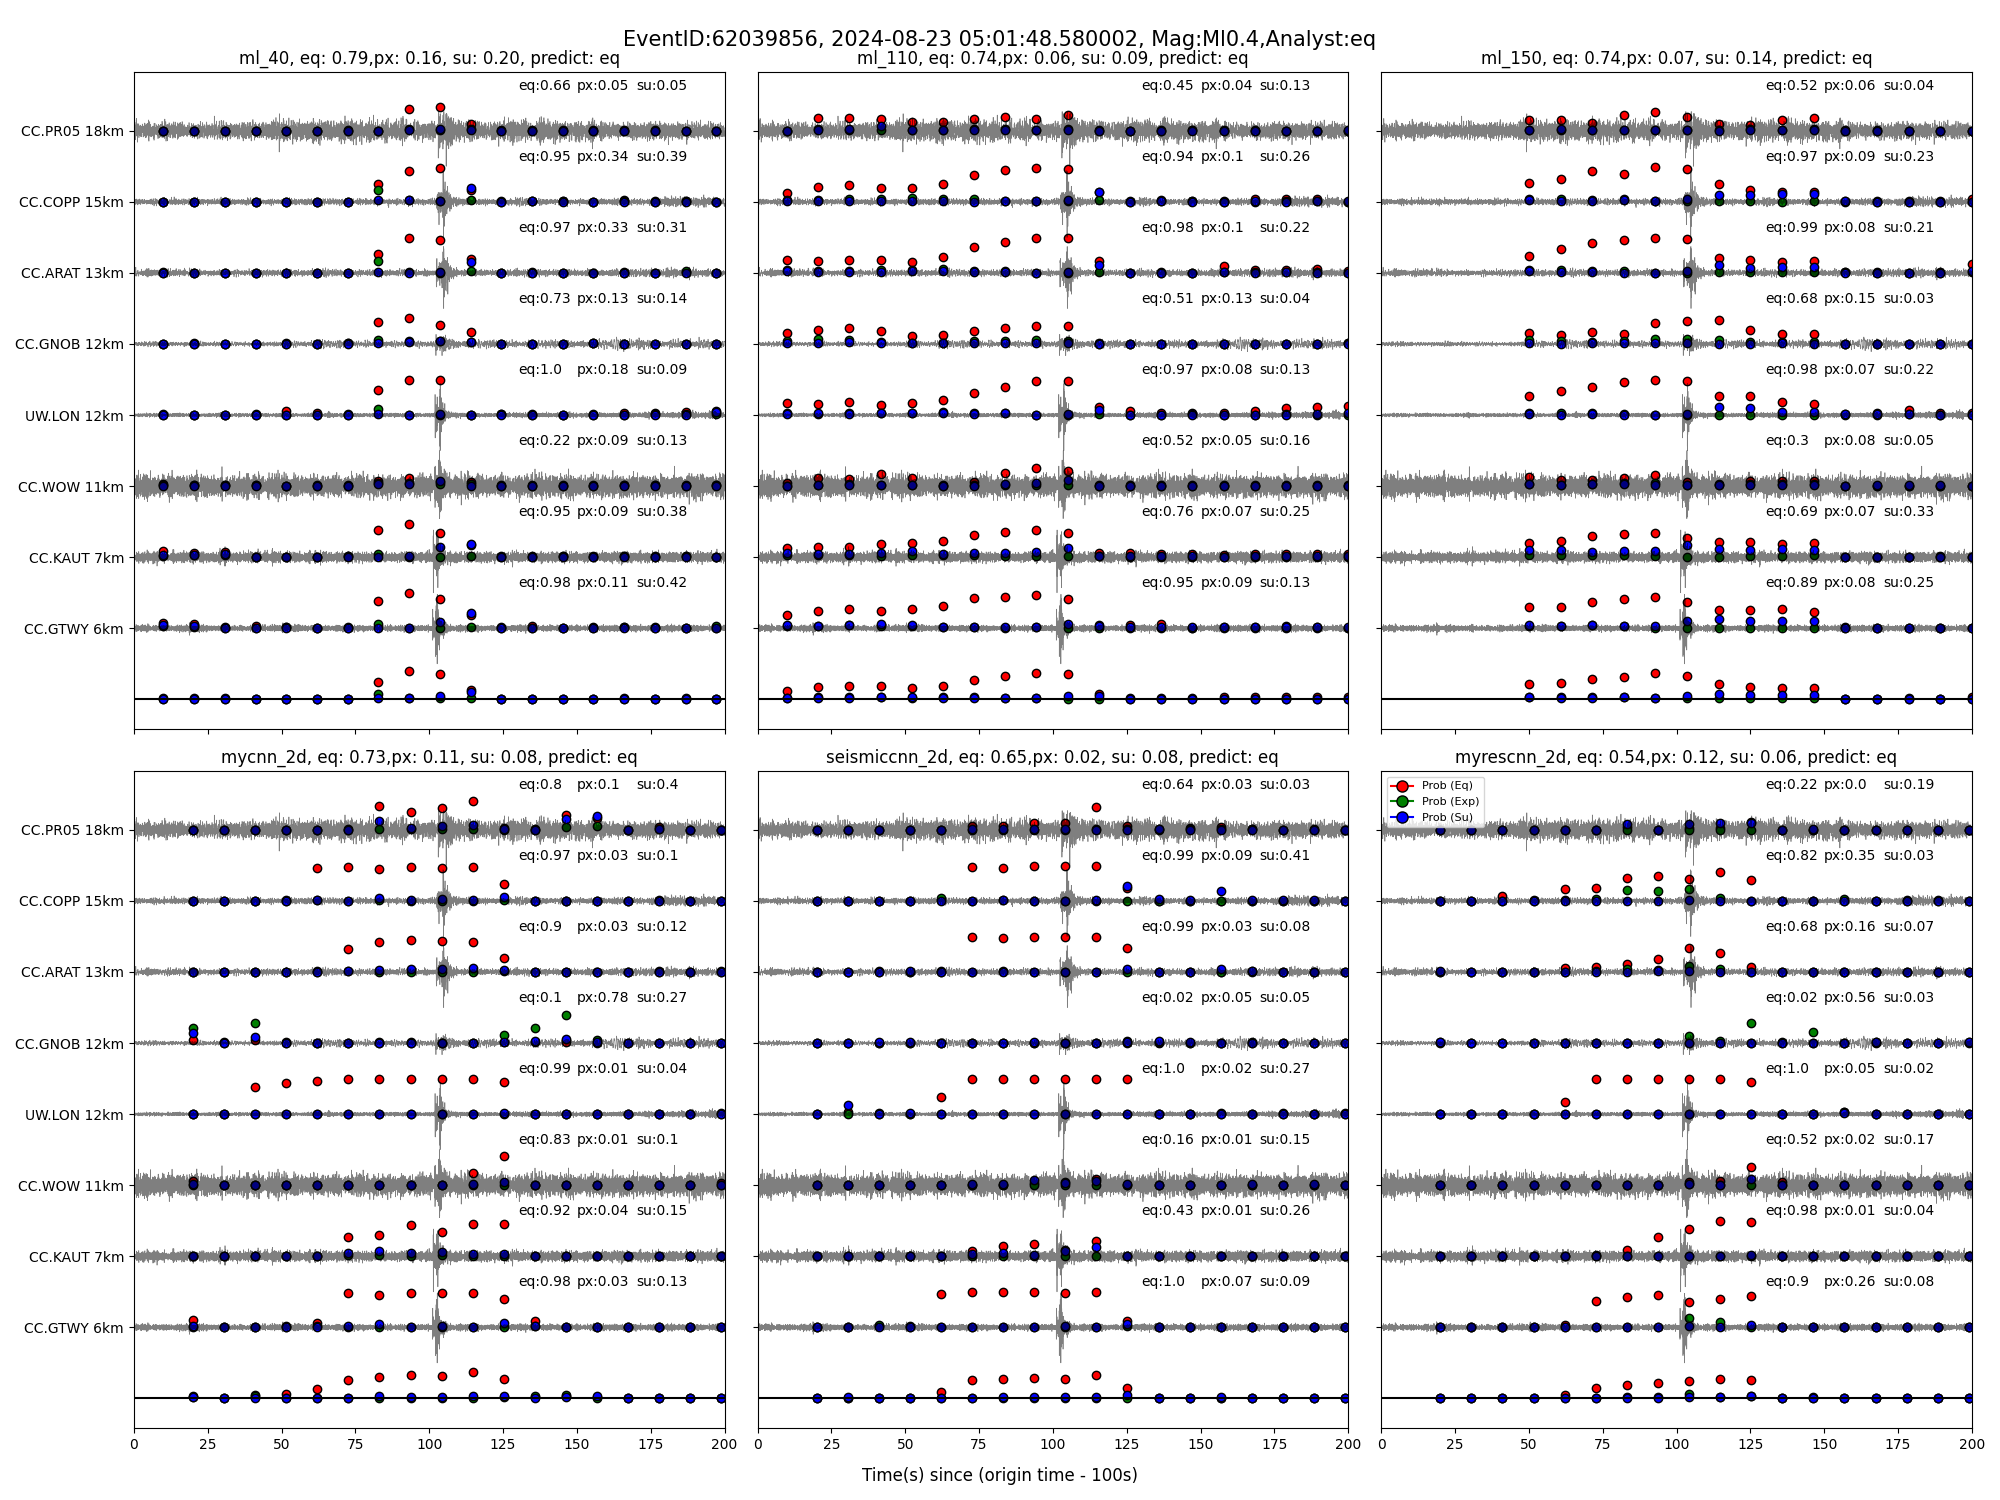 EventID:62039856, 2024-08-23 05:01:48.580002, Mag:Ml0.4,Analyst:eq
ml_40, eq: 0.79,px: 0.16, su: 0.20, predict: eq
eq:0.66 px:0.05 su:0.05
CC.PR05 18km
eq:0.95 px:0.34 su:0.39
CC.COPP 15km
eq:0.97 px:0.33 su:0.31
CC.ARAT 13km
eq:0.73 px:0.13 su:0.14
CC.GNOB 12km
eq:1.0 px:0.18 su:0.09
UW.LON 12km
eq:0.22 px:0.09 su:0.13
CC.WOW 11km
eq:0.95 px:0.09 su:0.38
CC.KAUT 7km
eq:0.98 px:0.11 su:0.42
CC.GTWY 6km
ml_110, eq: 0.74,px: 0.06, su: 0.09, predict: eq
eq:0.45 px:0.04 su:0.13
eq:0.94 px:0.1 su:0.26
eq:0.98 px:0.1 su:0.22
eq:0.51 px:0.13 su:0.04
eq:0.97 px:0.08 su:0.13
eq:0.52 px:0.05 su:0.16
eq:0.76 px:0.07 su:0.25
eq:0.95 px:0.09 su:0.13
ml_150, eq: 0.74,px: 0.07, su: 0.14, predict: eq
eq:0.52 px:0.06 su:0.04
eq:0.97 px:0.09 su:0.23
eq:0.99 px:0.08 su:0.21
eq:0.68 px:0.15 su:0.03
eq:0.98 px:0.07 su:0.22
eq:0.3 px:0.08 su:0.05
eq:0.69 px:0.07 su:0.33
eq:0.89 px:0.08 su:0.25
mycnn_2d, eq: 0.73,px: 0.11, su: 0.08, predict: eq
eq:0.8 px:0.1 su:0.4
CC.PR05 18km
eq:0.97 px:0.03 su:0.1
CC.COPP 15km
eq:0.9 px:0.03 su:0.12
CC.ARAT 13km
eq:0.1 px:0.78 su:0.27
CC.GNOB 12km
eq:0.99 px:0.01 su:0.04
UW.LON 12km
eq:0.83 px:0.01 su:0.1
CC.WOW 11km
eq:0.92 px:0.04 su:0.15
CC.KAUT 7km
eq:0.98 px:0.03 su:0.13
CC.GTWY 6km
0 25 50 75 100 125 150 175 200
seismiccnn_2d, eq: 0.65,px: 0.02, su: 0.08, predict: eq
eq:0.64 px:0.03 su:0.03
eq:0.99 px:0.09 su:0.41
eq:0.99 px:0.03 su:0.08
eq:0.02 px:0.05 su:0.05
eq:1.0 px:0.02 su:0.27
eq:0.16 px:0.01 su:0.15
eq:0.43 px:0.01 su:0.26
eq:1.0 px:0.07 su:0.09
0 25 50 75 100 125 150 175 200
myrescnn_2d, eq: 0.54,px: 0.12, su: 0.06, predict: eq
Prob (Eq)
Prob (Exp)
Prob (Su)
eq:0.22 px:0.0 su:0.19
eq:0.82 px:0.35 su:0.03
eq:0.68 px:0.16 su:0.07
eq:0.02 px:0.56 su:0.03
eq:1.0 px:0.05 su:0.02
eq:0.52 px:0.02 su:0.17
eq:0.98 px:0.01 su:0.04
eq:0.9 px:0.26 su:0.08
0 25 50 75 100 125 150 175 200
Time(s) since (origin time - 100s)